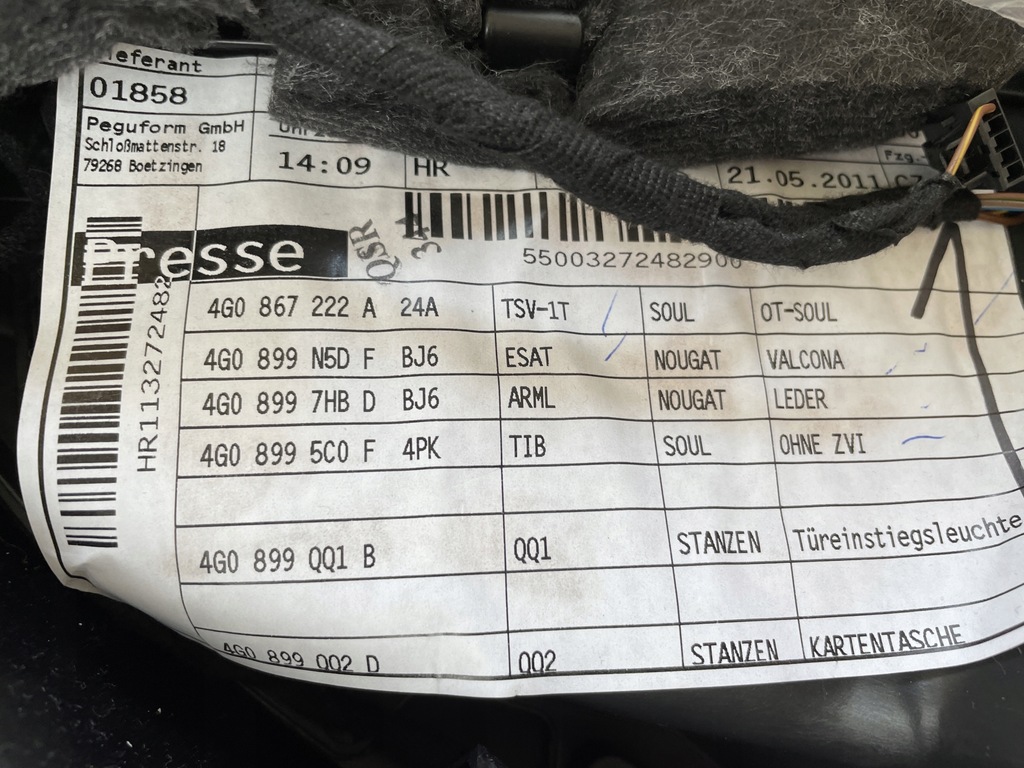 01858
Peguform GmbH
Schloßmattenstr. 18
79268 Boetzingen
14:09
HR
21.05.2011
Presse
QSR
HR113272482
4G0 867 222 A 24A TSV-1T SOUL OT-SOUL
4G0 899 N5D F BJ6 ESAT NOUGAT VALCONA
4G0 899 7HB D BJ6 ARML NOUGAT LEDER
4G0 899 5C0 F 4PK TIB SOUL OHNE ZVI
4G0 899 QQ1 B QQ1 STANZEN Türeinstiegsleuchte
4G0 899 QQ2 D QQ2 STANZEN KARTENTASCHE